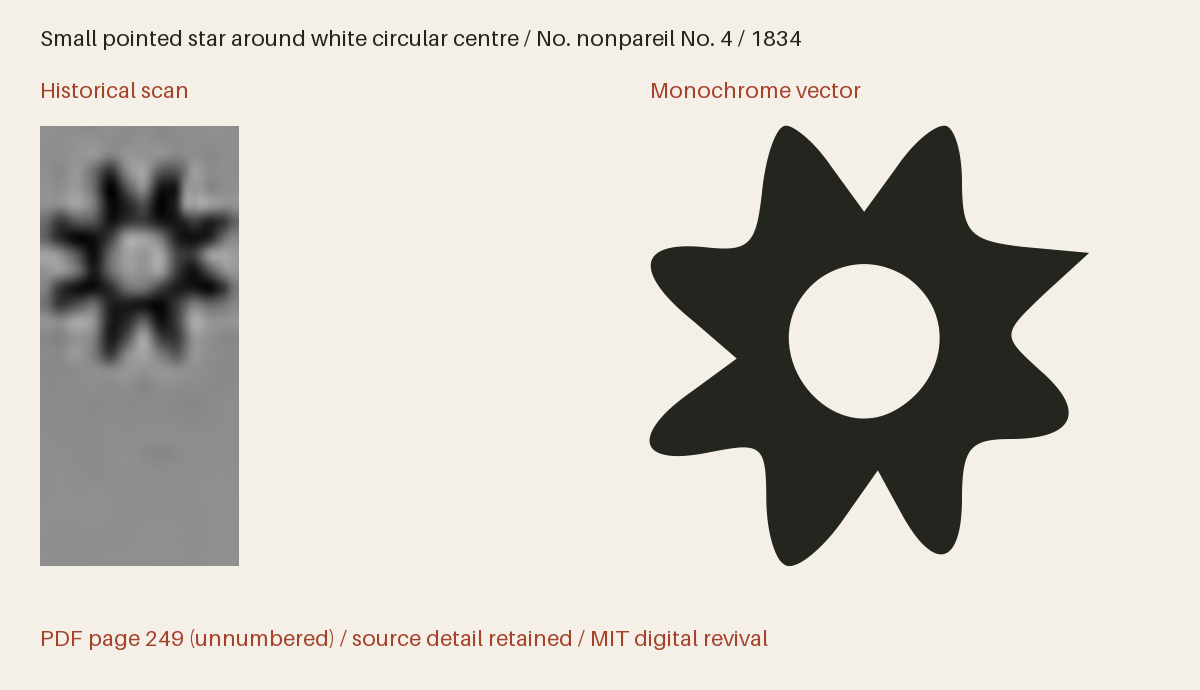 Small pointed star around white circular centre / No. nonpareil No. 4 / 1834
Historical scan
Monochrome vector
PDF page 249 (unnumbered) / source detail retained / MIT digital revival